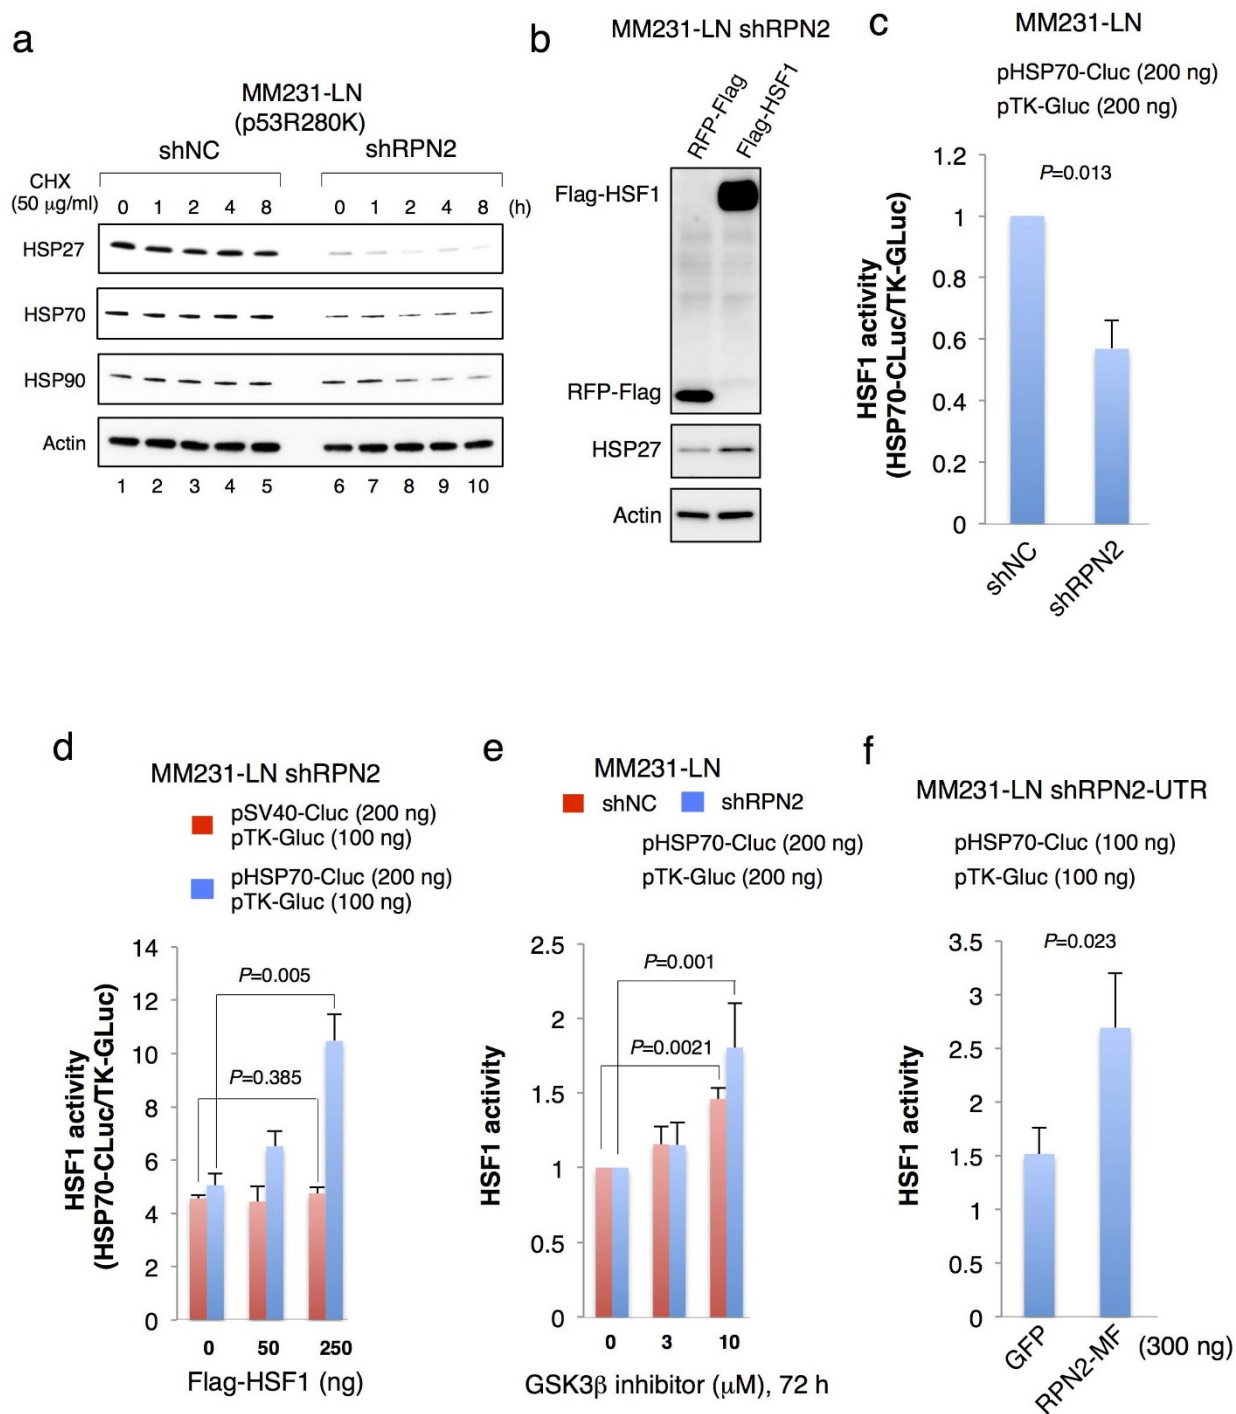 a
MM231-LN
(p53R280K)
shNC shRPN2
CHX
(50 μg/ml) 0 1 2 4 8 0 1 2 4 8 (h)
HSP27
HSP70
HSP90
Actin
1 2 3 4 5 6 7 8 9 10
b
MM231-LN shRPN2
RFP-Flag
Flag-HSF1
Flag-HSF1
RFP-Flag
HSP27
Actin
c
MM231-LN
pHSP70-Cluc (200 ng)
pTK-Gluc (200 ng)
P=0.013
HSF1 activity
(HSP70-CLuc/TK-GLuc)
1.2
1
0.8
0.6
0.4
0.2
0
shNC
shRPN2
d
MM231-LN shRPN2
pSV40-Cluc (200 ng)
pTK-Gluc (100 ng)
pHSP70-Cluc (200 ng)
pTK-Gluc (100 ng)
HSF1 activity
(HSP70-CLuc/TK-GLuc)
14
12
10
8
6
4
2
0
P=0.005
P=0.385
0 50 250
Flag-HSF1 (ng)
e
MM231-LN
shNC shRPN2
pHSP70-Cluc (200 ng)
pTK-Gluc (200 ng)
HSF1 activity
2.5
2
1.5
1
0.5
0
P=0.001
P=0.0021
0 3 10
GSK3β inhibitor (μM), 72 h
f
MM231-LN shRPN2-UTR
pHSP70-Cluc (100 ng)
pTK-Gluc (100 ng)
HSF1 activity
3.5
3
2.5
2
1.5
1
0.5
0
P=0.023
GFP
RPN2-MF
(300 ng)